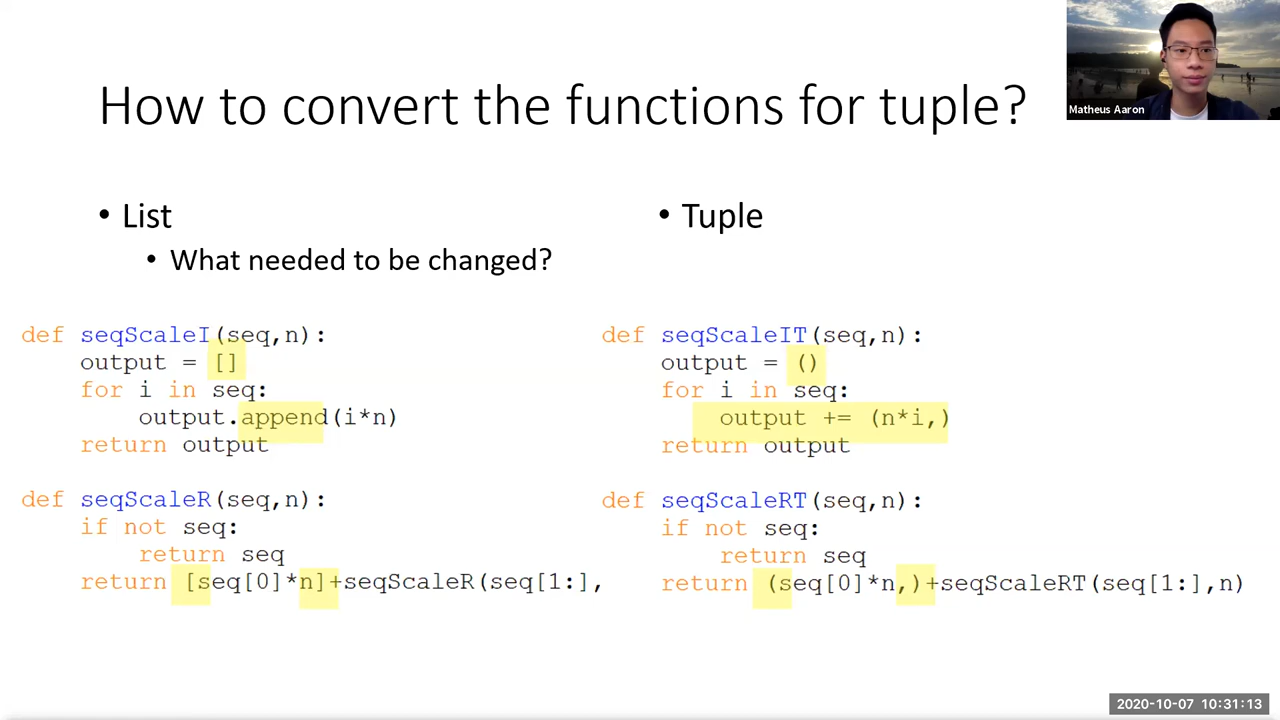 How to convert the functions for tuple?
Matheus Aaron
• List
• What needed to be changed?
def seqScaleI(seq,n):
output = []
for i in seq:
output.append(i*n)
return output
def seqScaleR(seq,n):
if not seq:
return seq
return [seq[0]*n]+seqScaleR(seq[1:],
• Tuple
def seqScaleIT(seq,n):
output = ()
for i in seq:
output += (n*i,)
return output
def seqScaleRT(seq,n):
if not seq:
return seq
return (seq[0]*n,)+seqScaleRT(seq[1:],n)
2020-10-07 10:31:13